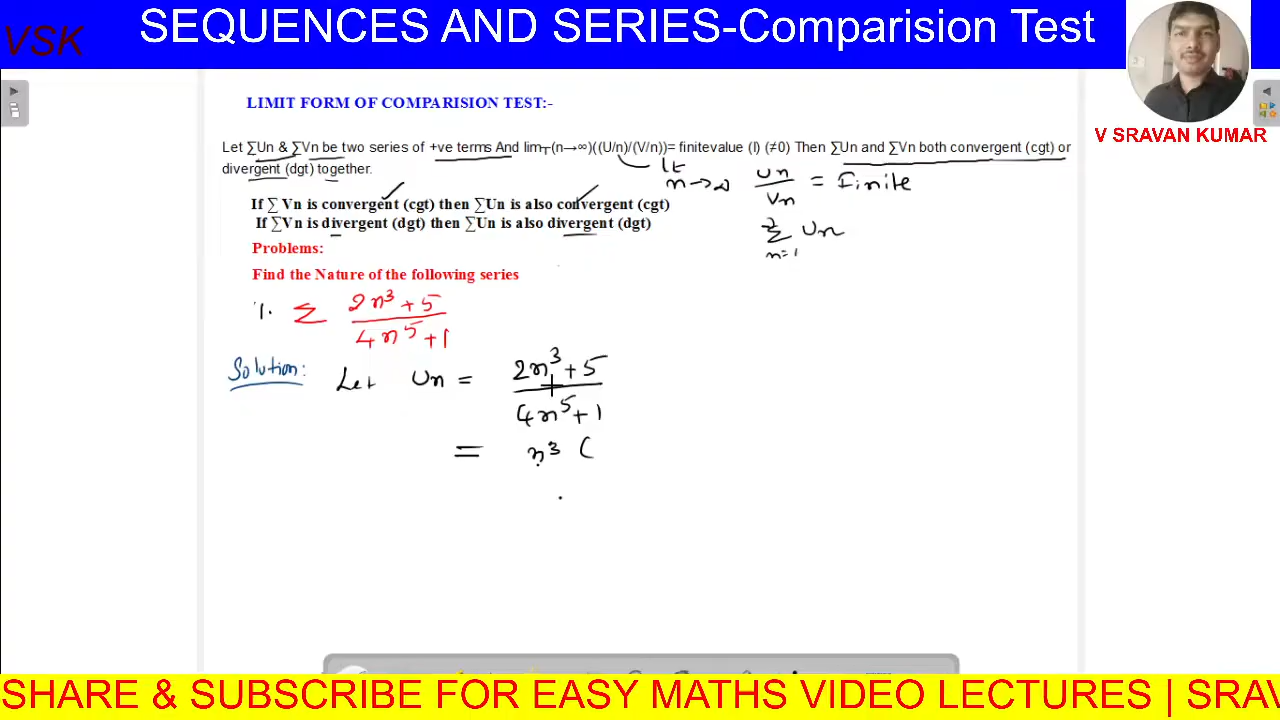 VSK
SEQUENCES AND SERIES-Comparision Test
V SRAVAN KUMAR
LIMIT FORM OF COMPARISION TEST:-
Let ∑Un & ∑Vn be two series of +ve terms And lim┬(n→∞)((U/n)/(V/n))= finitevalue (l) (≠0) Then ∑Un and ∑Vn both convergent (cgt) or
divergent (dgt) together.
lt n→∞ Un/Vn = Finite
If ∑ Vn is convergent (cgt) then ∑Un is also convergent (cgt)
If ∑Vn is divergent (dgt) then ∑Un is also divergent (dgt)
∑ n=1 Un
Problems:
Find the Nature of the following series
1. ∑ (2n³+5)/(4n⁵+1)
Solution: Let Un = (2n³+5)/(4n⁵+1)
= n³ (
SHARE & SUBSCRIBE FOR EASY MATHS VIDEO LECTURES | SRAV